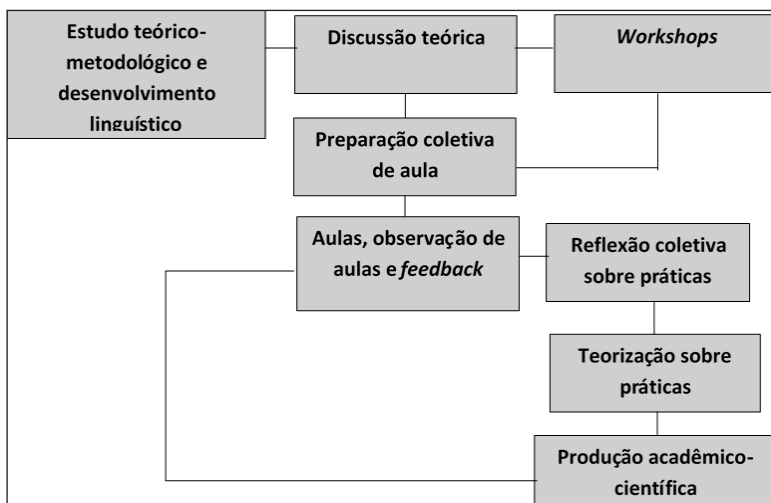 Estudo teórico-
metodológico e
desenvolvimento
linguístico
Discussão teórica
Workshops
Preparação coletiva
de aula
Aulas, observação de
aulas e feedback
Reflexão coletiva
sobre práticas
Teorização sobre
práticas
Produção acadêmico-
científica